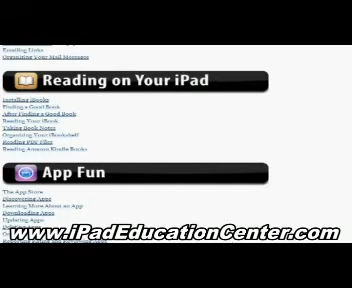 Emailing Links
Organizing Your Mail Messages
Reading on Your iPad
Installing iBooks
Finding a Good Book
After Finding a Good Book
Reading Your iBook
Taking Book Notes
Organizing Your iBookshelf
Reading PDF Files
Reading Amazon Kindle Books
App Fun
The App Store
Discovering Apps
Learning More About an App
Downloading Apps
Updating Apps
www.iPadEducationCenter.com